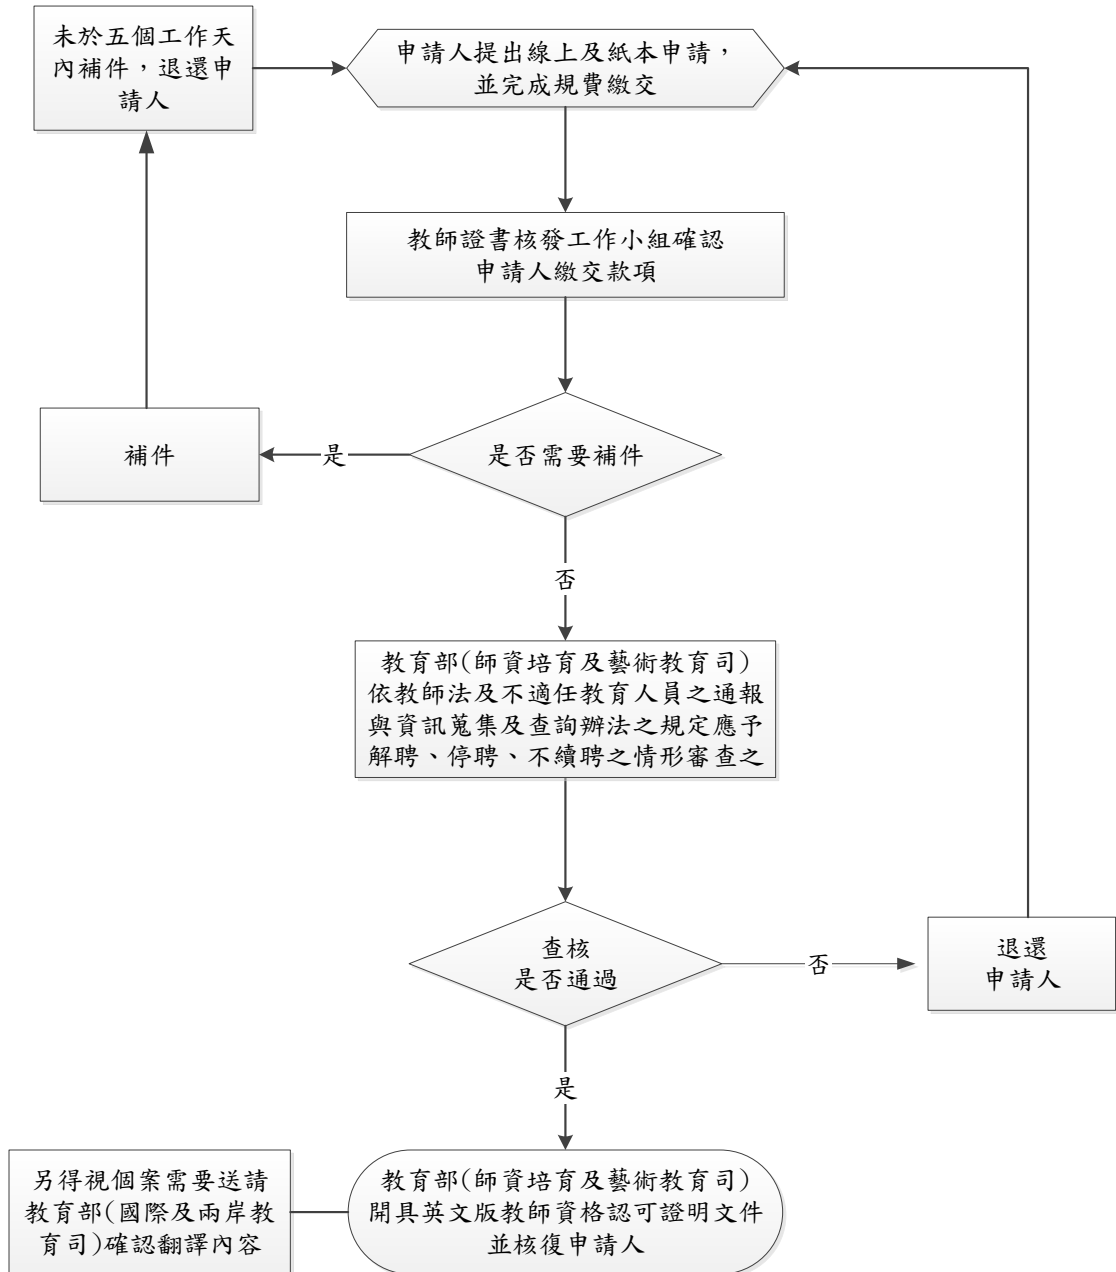 未於五個工作天
內補件，退還申
請人
申請人提出線上及紙本申請，
並完成規費繳交
教師證書核發工作小組確認
申請人繳交款項
補件
是
是否需要補件
否
教育部(師資培育及藝術教育司)
依教師法及不適任教育人員之通報
與資訊蒐集及查詢辦法之規定應予
解聘、停聘、不續聘之情形審查之
查核
是否通過
否
退還
申請人
是
另得視個案需要送請
教育部(國際及兩岸教
育司)確認翻譯內容
教育部(師資培育及藝術教育司)
開具英文版教師資格認可證明文件
並核復申請人